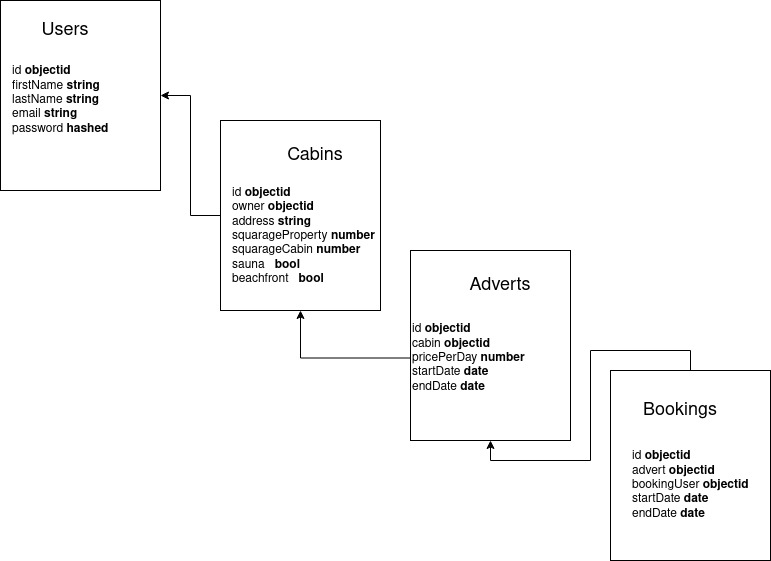 Users
id objectid
firstName string
lastName string
email string
password hashed
Cabins
id objectid
owner objectid
address string
squarageProperty number
squarageCabin number
sauna bool
beachfront bool
Adverts
id objectid
cabin objectid
pricePerDay number
startDate date
endDate date
Bookings
id objectid
advert objectid
bookingUser objectid
startDate date
endDate date